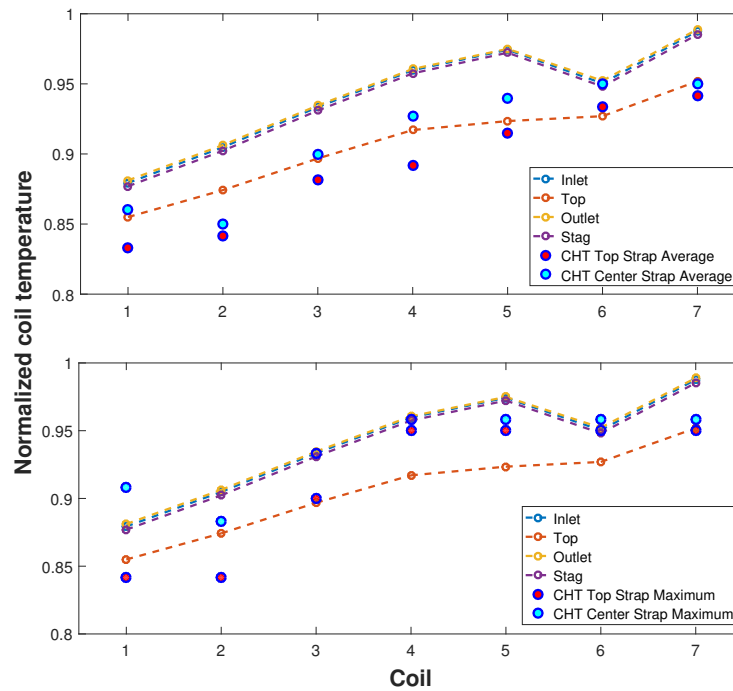 1
0.95
0.9
0.85
0.8
1 2 3 4 5 6 7
Inlet
Top
Outlet
Stag
CHT Top Strap Average
CHT Center Strap Average
Normalized coil temperature
1
0.95
0.9
0.85
0.8
1 2 3 4 5 6 7
Inlet
Top
Outlet
Stag
CHT Top Strap Maximum
CHT Center Strap Maximum
Coil